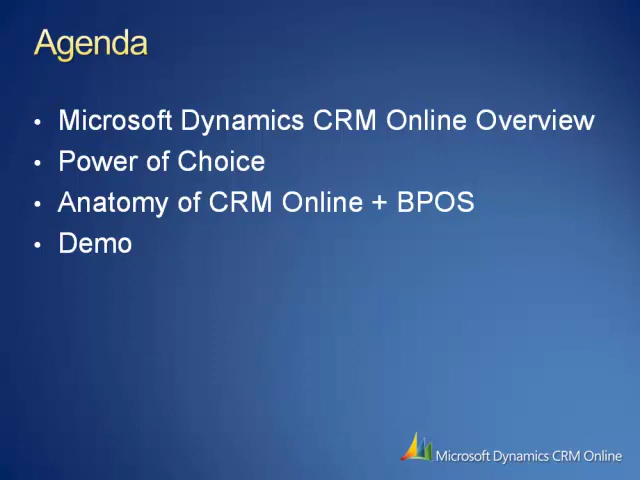 Agenda
• Microsoft Dynamics CRM Online Overview
• Power of Choice
• Anatomy of CRM Online + BPOS
• Demo
Microsoft Dynamics CRM Online